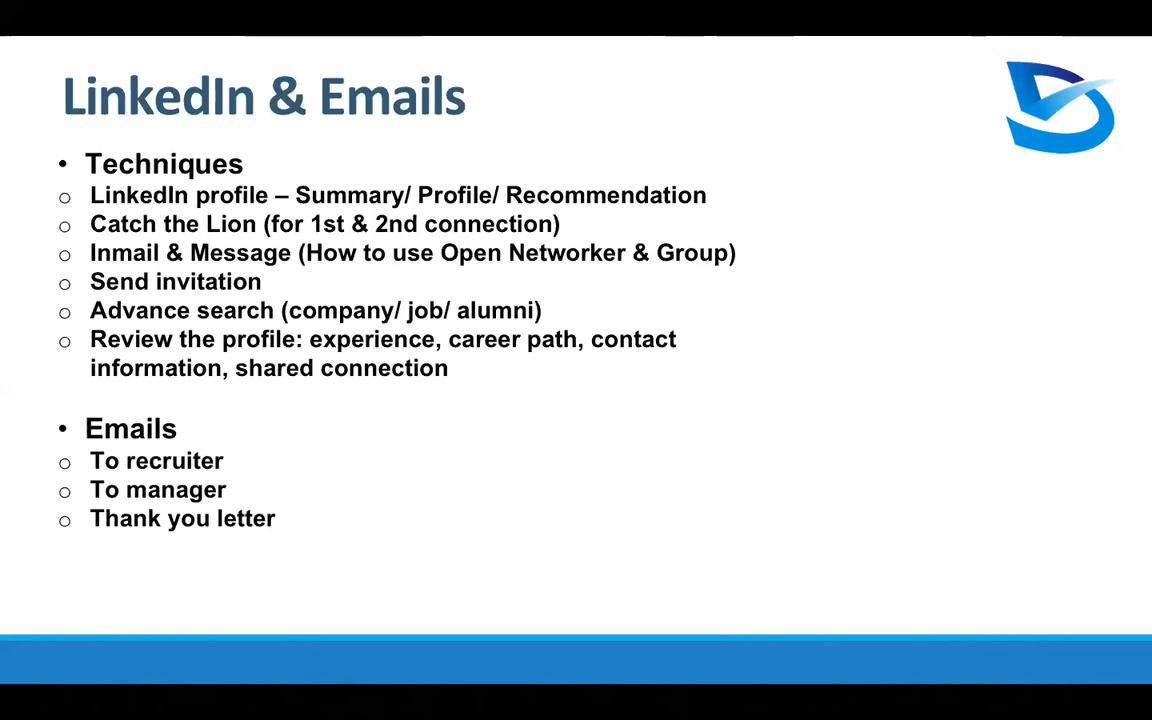 LinkedIn & Emails
• Techniques
○ LinkedIn profile – Summary/ Profile/ Recommendation
○ Catch the Lion (for 1st & 2nd connection)
○ Inmail & Message (How to use Open Networker & Group)
○ Send invitation
○ Advance search (company/ job/ alumni)
○ Review the profile: experience, career path, contact
information, shared connection
• Emails
○ To recruiter
○ To manager
○ Thank you letter